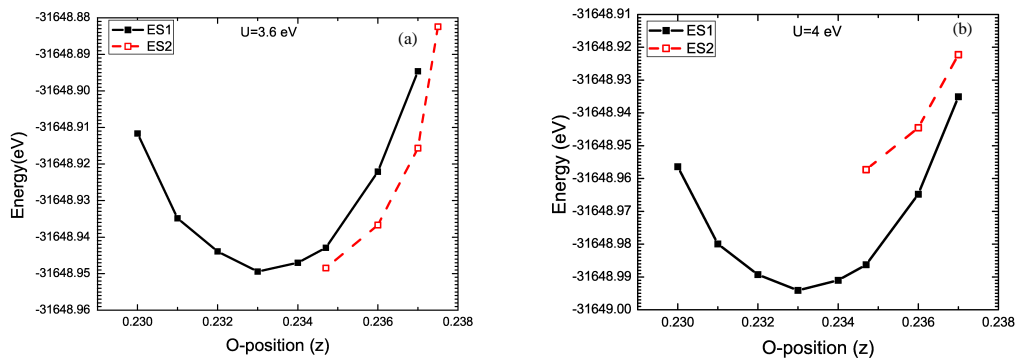 -31648.88
-31648.89
-31648.90
-31648.91
-31648.92
-31648.93
-31648.94
-31648.95
-31648.96
Energy(eV)
ES1
ES2
U=3.6 eV
(a)
0.230
0.232
0.234
0.236
0.238
O-position (z)
-31648.91
-31648.92
-31648.93
-31648.94
-31648.95
-31648.96
-31648.97
-31648.98
-31648.99
-31649.00
Energy (eV)
ES1
ES2
U=4 eV
(b)
0.230
0.232
0.234
0.236
0.238
O-position (z)